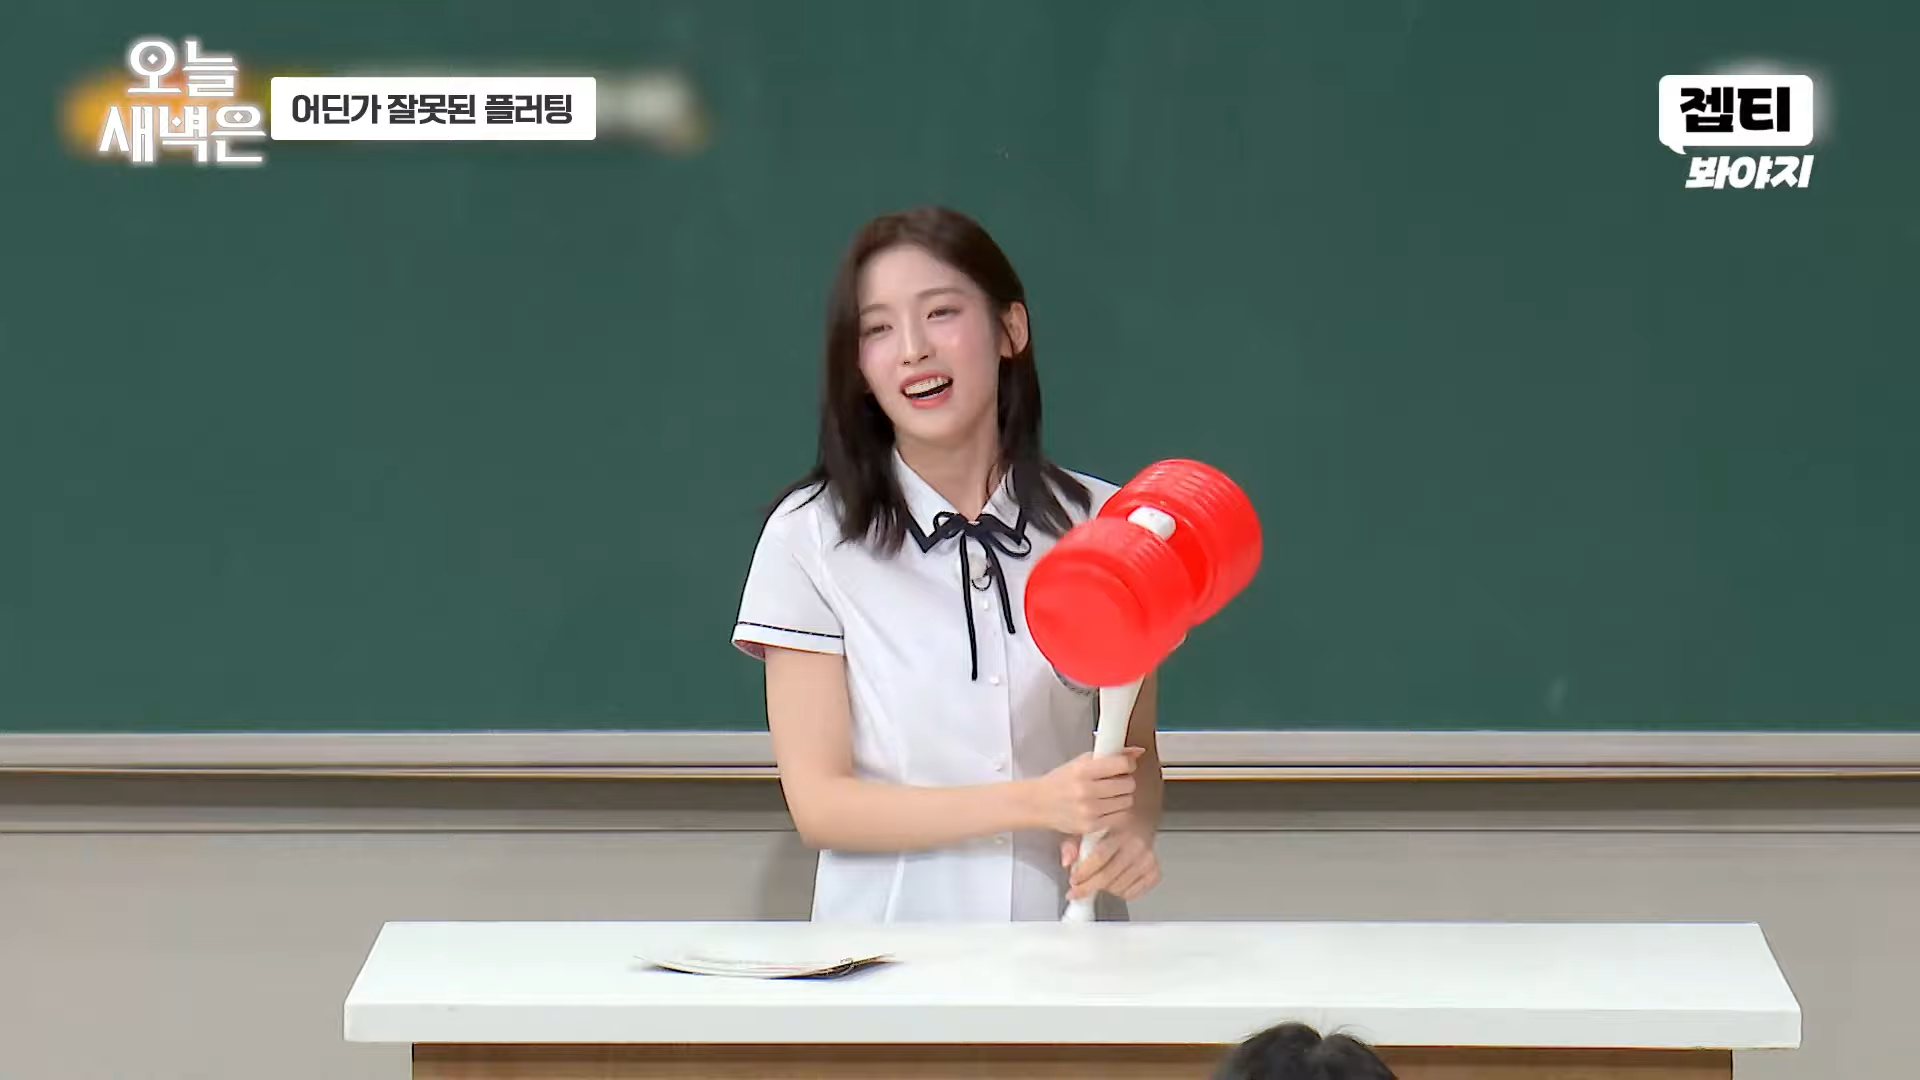 오늘
새벽은
어딘가 잘못된 플러팅
젭티
봐야지